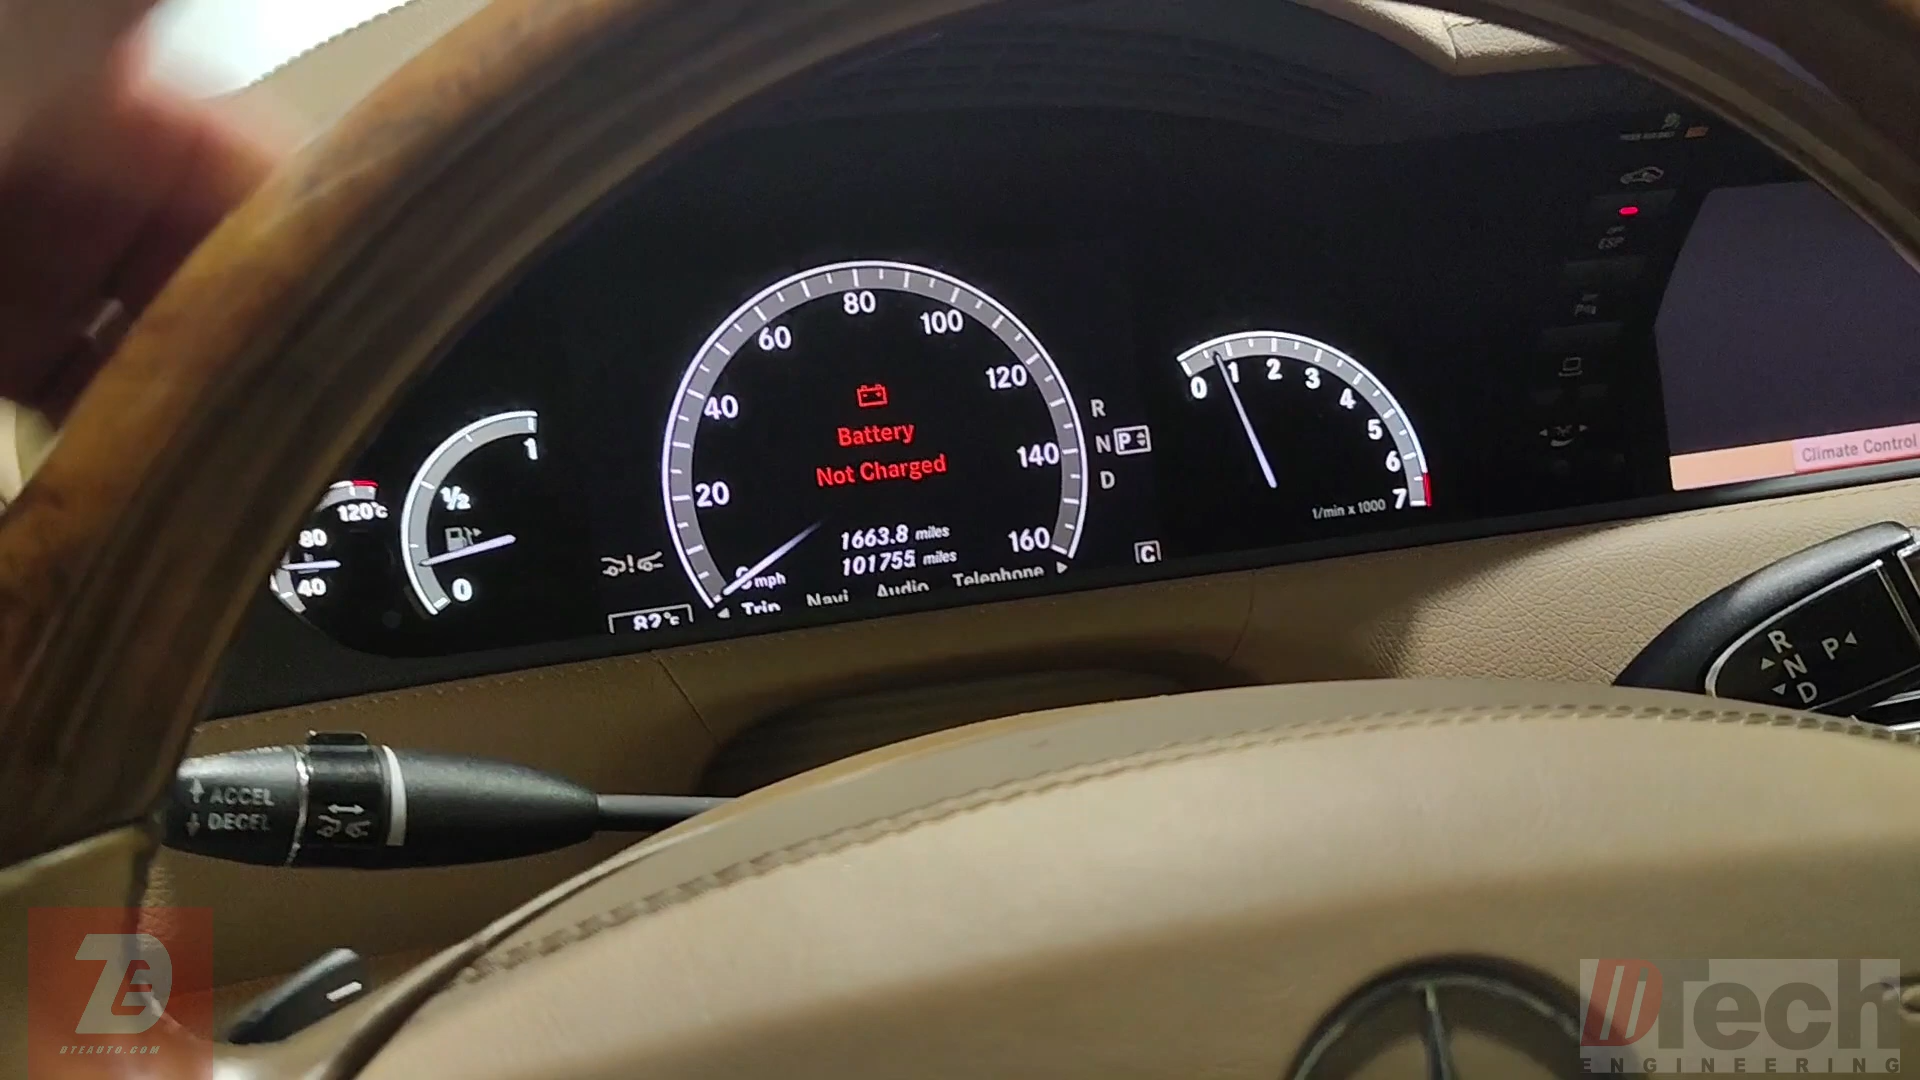 80
60
100
40
120
20
140
0
160
mph
Battery
Not Charged
1663.8 miles
101755 miles
Trip Navi Audio Telephone
82°F
1
½
0
120°C
80
40
R
N P
D
C
0 1 2 3 4 5 6 7
1/min x 1000
OFF
ESP
Climate Control
R
N P
D
ACCEL
DECEL
DTEAUTO.COM
DTech
ENGINEERING